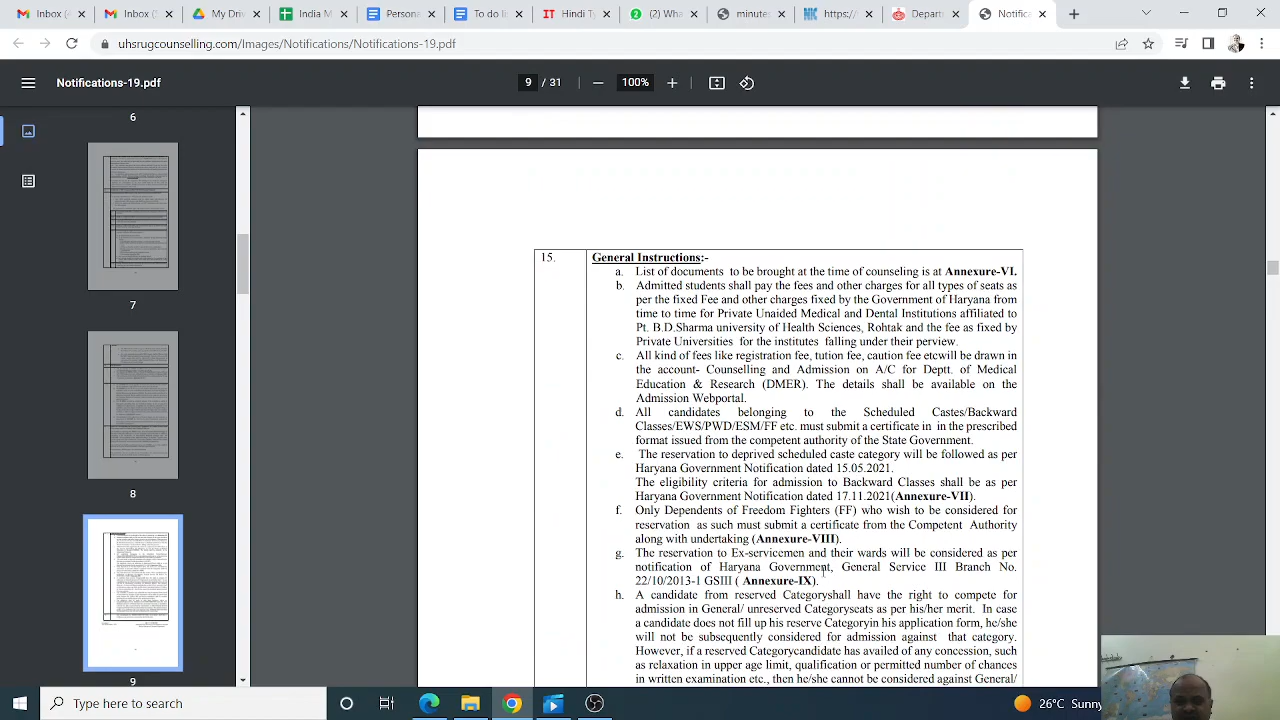 Inbox (
Inbox (
My Driv
India M
Persona
To do li
Hindi Ty
(2) Wha
minutes
https://
Depart
Notifica
uhsrugcounselling.com/Images/Notifications/Notifications-19.pdf
Notifications-19.pdf
9 / 31
100%
6
7
8
9
15. General Instructions:-
a. List of documents to be brought at the time of counseling is at Annexure-VI.
b. Admitted students shall pay the fees and other charges for all types of seats as
per the fixed Fee and other charges fixed by the Government of Haryana from
time to time for Private Unaided Medical and Dental Institutions affiliated to
Pt. B.D.Sharma university of Health Sciences, Rohtak and the fee as fixed by
Private Universities for the institutes falling under their perview.
c. All kind of fees like registration fee, tution fee, caution fee etcwill be drawn in
the account- Counselling and Admission on A/C for Deptt. of Medical
Education & Research (DMER). The details shall be available on the
Admission Webportal.
d. All candidates belonging to the Scheduled Castes/Backward
Classes/EWS/PWD/ESM/FF etc. must submit a certificate in in the prescribed
format issued from the competent authority of the State Government.
e. The reservation to deprived scheduled caste category will be followed as per
Haryana Government Notification dated 15.05.2021.
The eligibility criteria for admission to Backward Classes shall be as per
Haryana Government Notification dated 17.11.2021(Annexure-VII).
f. Only Dependents of Freedom Fighters (FF) who wish to be considered for
reservation as such must submit a certificate from the Competent Authority
along with undertaking (Annexure-VIII).
g. The reservation to Ex-servicemen and their wards will be considered as per
notification of Haryana Government, General Service III Branch No.
22/10/2013-1 GSIII ( Annexure-IX).
h. A candidate from reserved Categoryshall have the right to compete for
admission in General/ unreserved Categoryseats as per his/her merit. In case
a candidate does not fill up his reserve Categoryin his application form, he/she
will not be subsequently considered for admission against that category.
However, if a reserved Categorycandidate has availed of any concession, such
as relaxation in upper age limit, qualification or permitted number of chances
in written examination etc., then he/she cannot be considered against General/
Type here to search
26°C Sunny